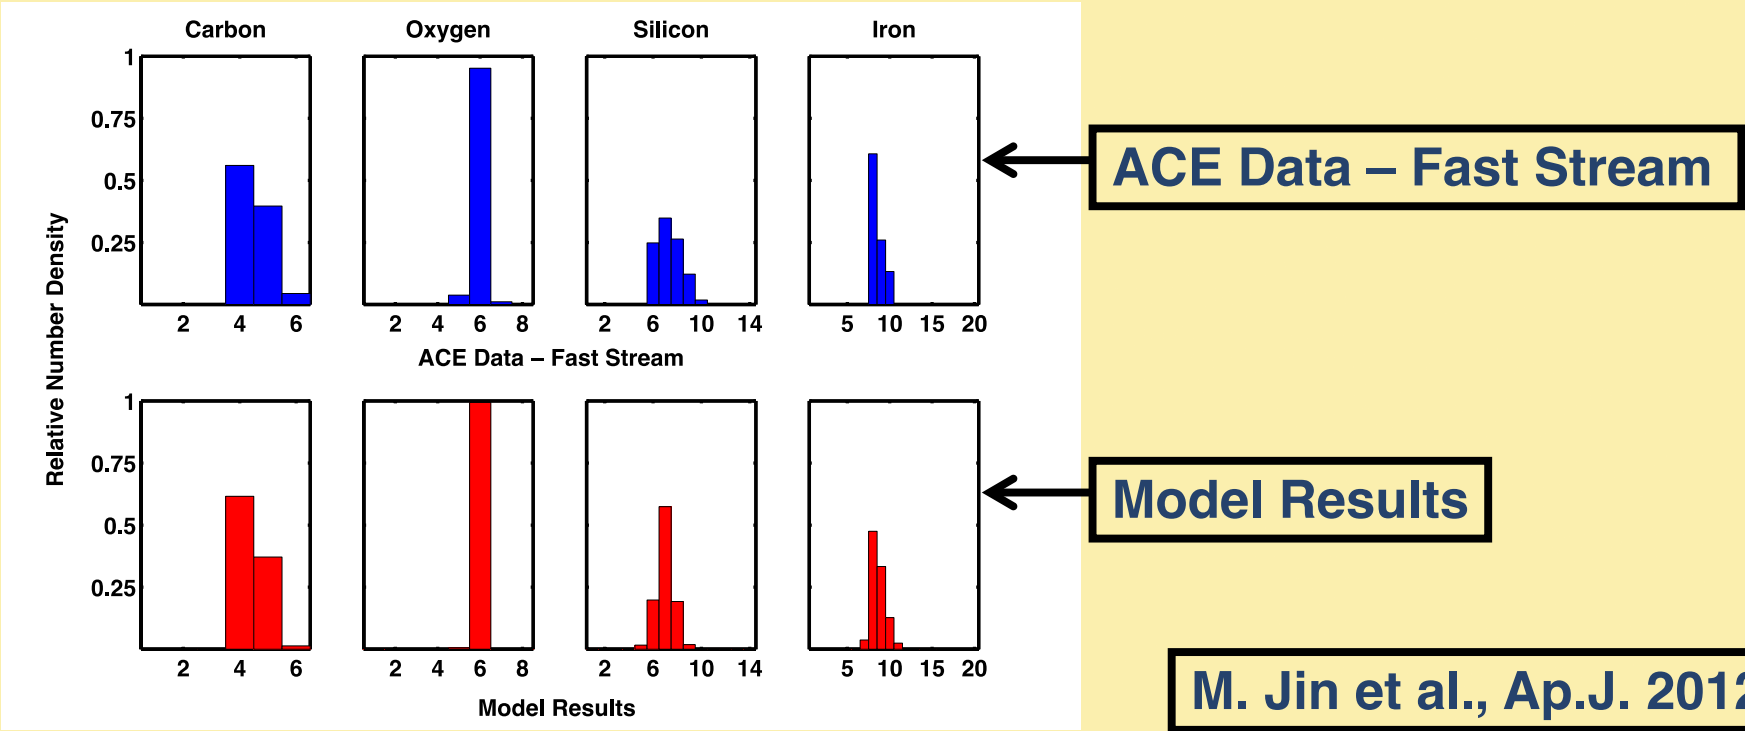 Carbon Oxygen Silicon Iron
1
0.75
0.5
0.25
Relative Number Density
2 4 6 2 4 6 8 2 6 10 14 5 10 15 20
ACE Data – Fast Stream
ACE Data – Fast Stream
1
0.75
0.5
0.25
2 4 6 2 4 6 8 2 6 10 14 5 10 15 20
Model Results
Model Results
M. Jin et al., Ap.J. 2012